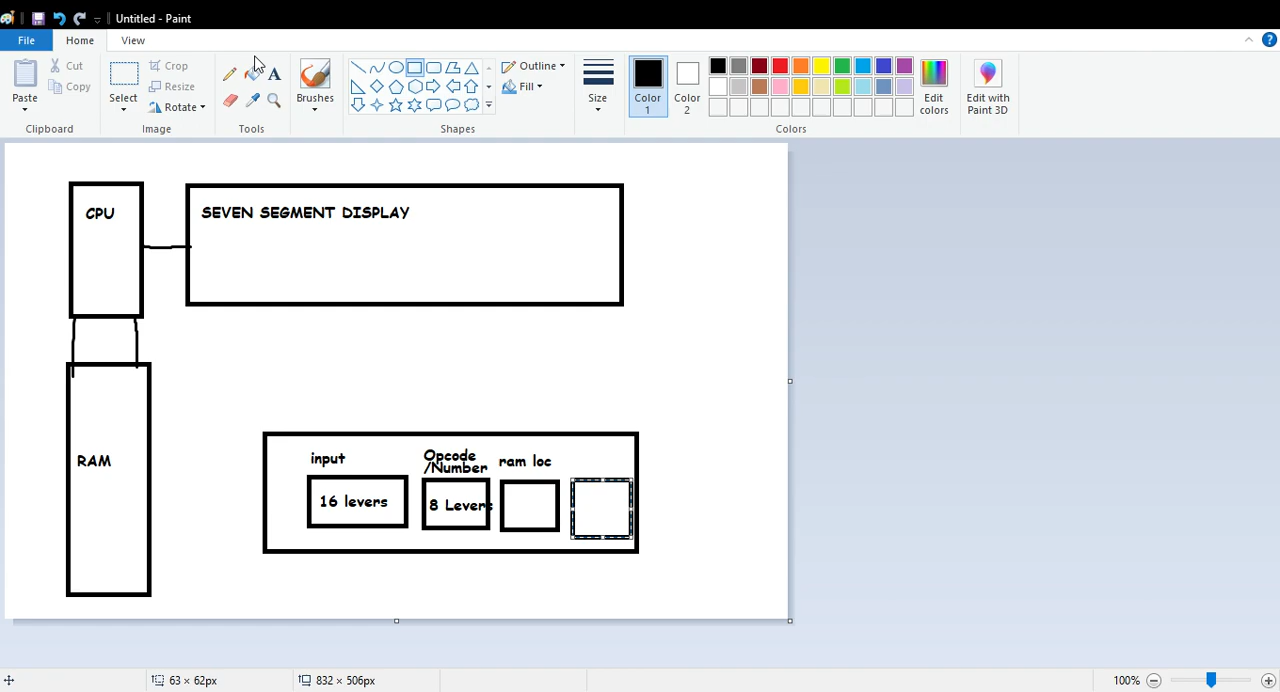 Untitled - Paint
File
Home
View
Paste
Cut
Copy
Clipboard
Select
Crop
Resize
Rotate
Image
A
Tools
Brushes
Shapes
Outline
Fill
Size
Color
1
Color
2
Edit
colors
Colors
Edit with
Paint 3D
?
CPU
SEVEN SEGMENT DISPLAY
RAM
input
Opcode
/Number
ram loc
16 levers
8 Levers
63 × 62px
832 × 506px
100%